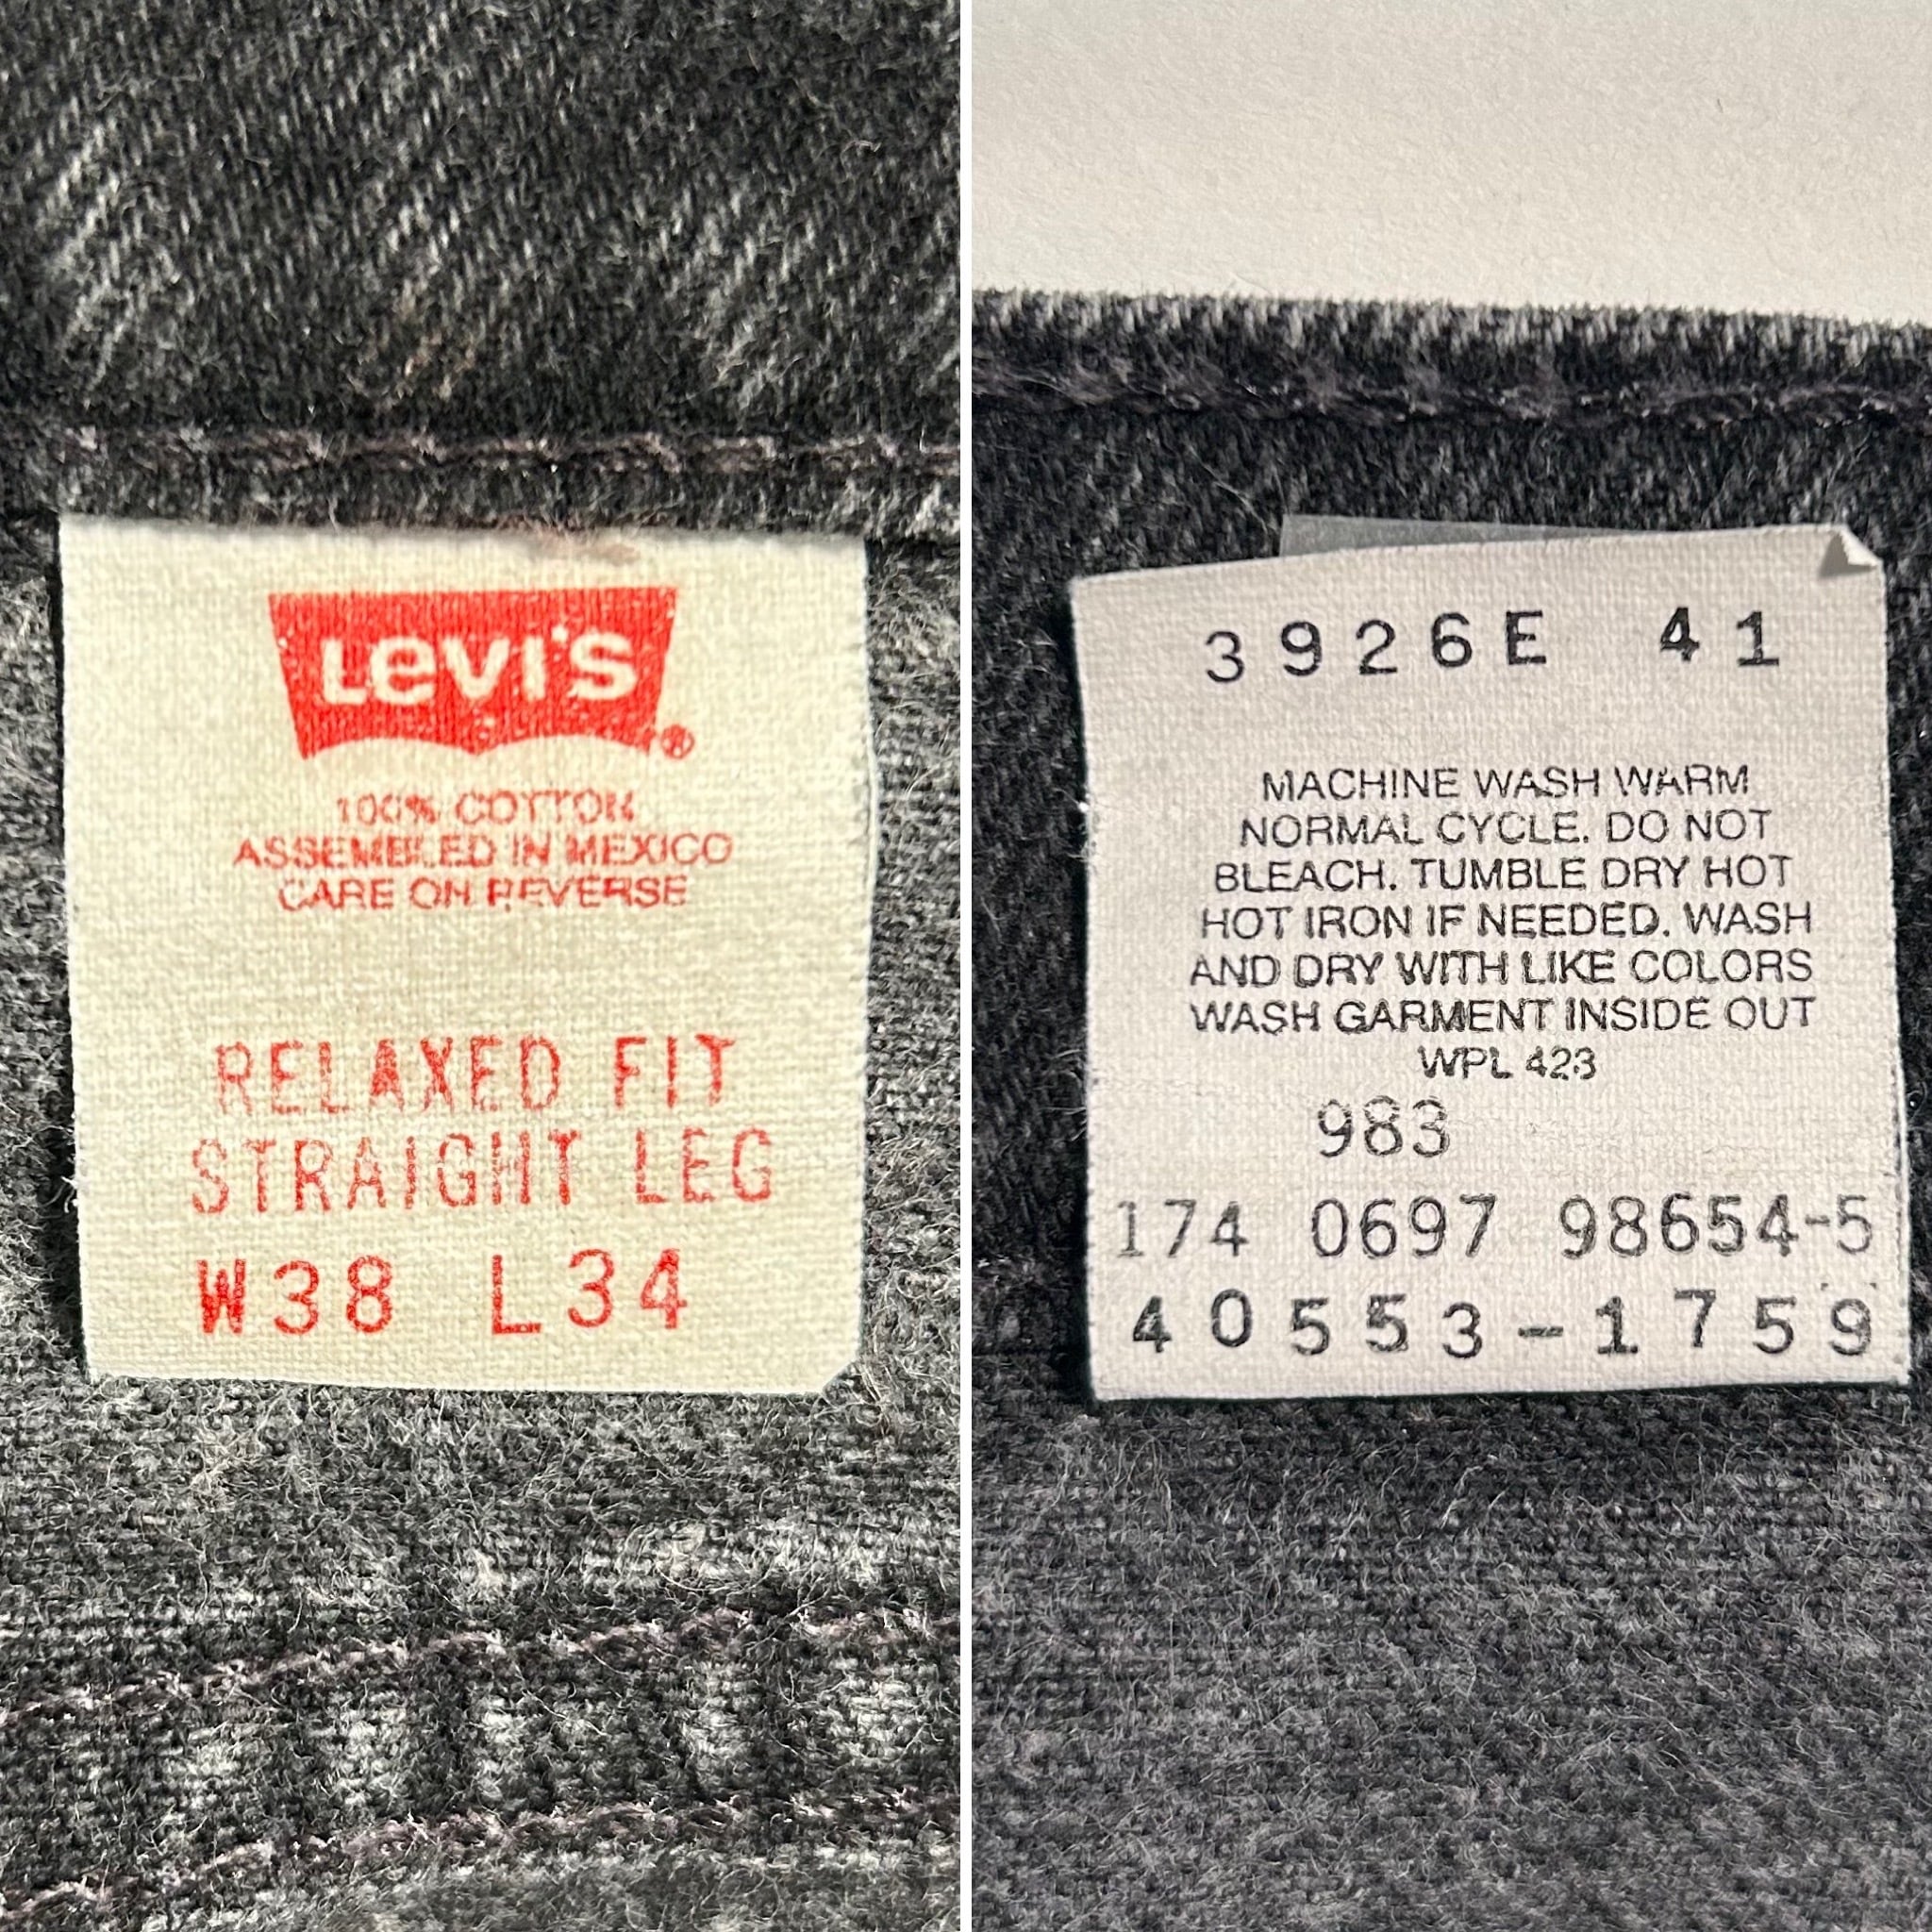 Levi's®
100% COTTON
ASSEMBLED IN MEXICO
CARE ON REVERSE
RELAXED FIT
STRAIGHT LEG
W38 L34
3926E 41
MACHINE WASH WARM
NORMAL CYCLE. DO NOT
BLEACH. TUMBLE DRY HOT
HOT IRON IF NEEDED. WASH
AND DRY WITH LIKE COLORS
WASH GARMENT INSIDE OUT
WPL 423
983
174 0697 98654-5
40553-1759